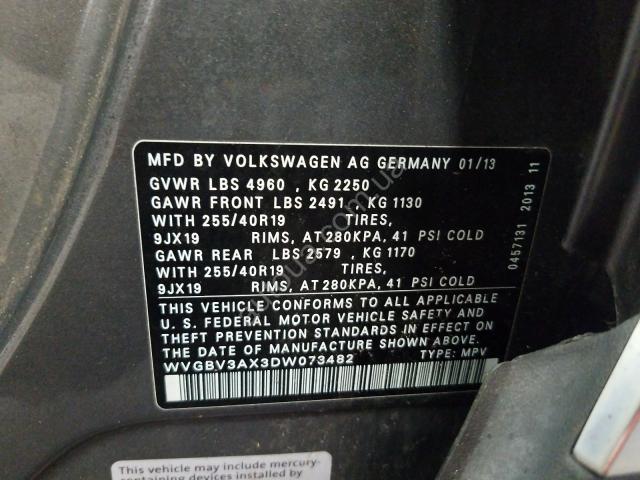 MFD BY VOLKSWAGEN AG GERMANY 01/13
GVWR LBS 4960 , KG 2250
GAWR FRONT LBS 2491 , KG 1130
WITH 255/40R19 TIRES,
9JX19 RIMS, AT 280KPA, 41 PSI COLD
GAWR REAR LBS 2579 , KG 1170
WITH 255/40R19 TIRES,
9JX19 RIMS, AT 280KPA, 41 PSI COLD
THIS VEHICLE CONFORMS TO ALL APPLICABLE
U. S. FEDERAL MOTOR VEHICLE SAFETY AND
THEFT PREVENTION STANDARDS IN EFFECT ON
THE DATE OF MANUFACTURE SHOWN ABOVE.
WVGBV3AX3DW073482 TYPE: MPV
0457131 2013 11
This vehicle may include mercury-
containing devices installed by